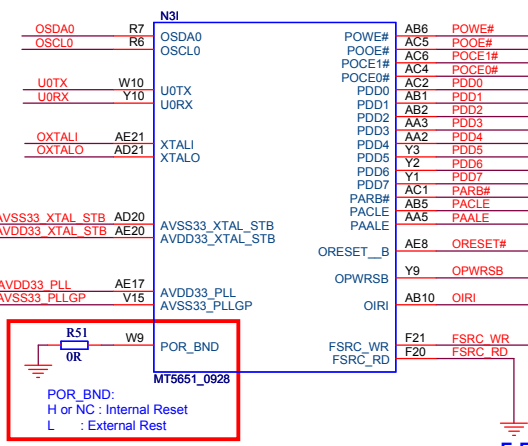 N3I
OSDA0 R7 OSDA0 POWE# AB6 POWE#
OSCL0 R6 OSCL0 POOE# AC5 POOE#
POCE1# AC6 POCE1#
POCE0# AC4 POCE0#
U0TX W10 U0TX PDD0 AC2 PDD0
U0RX Y10 U0RX PDD1 AB1 PDD1
PDD2 AB2 PDD2
PDD3 AA3 PDD3
OXTALI AE21 XTALI PDD4 AA2 PDD4
OXTALO AD21 XTALO PDD5 Y3 PDD5
PDD6 Y2 PDD6
PDD7 Y1 PDD7
PARB# AC1 PARB#
PACLE AB5 PACLE
AVSS33_XTAL_STB AD20 AVSS33_XTAL_STB PAALE AA5 PAALE
AVDD33_XTAL_STB AE20 AVDD33_XTAL_STB
ORESET__B AE8 ORESET#
OPWRSB Y9 OPWRSB
AVDD33_PLL AE17 AVDD33_PLL
AVSS33_PLLGP V15 AVSS33_PLLGP OIRI AB10 OIRI
R51
0R
W9 POR_BND FSRC_WR F21 FSRC_WR
FSRC_RD F20 FSRC_RD
MT5651_0928
POR_BND:
H or NC : Internal Reset
L : External Rest